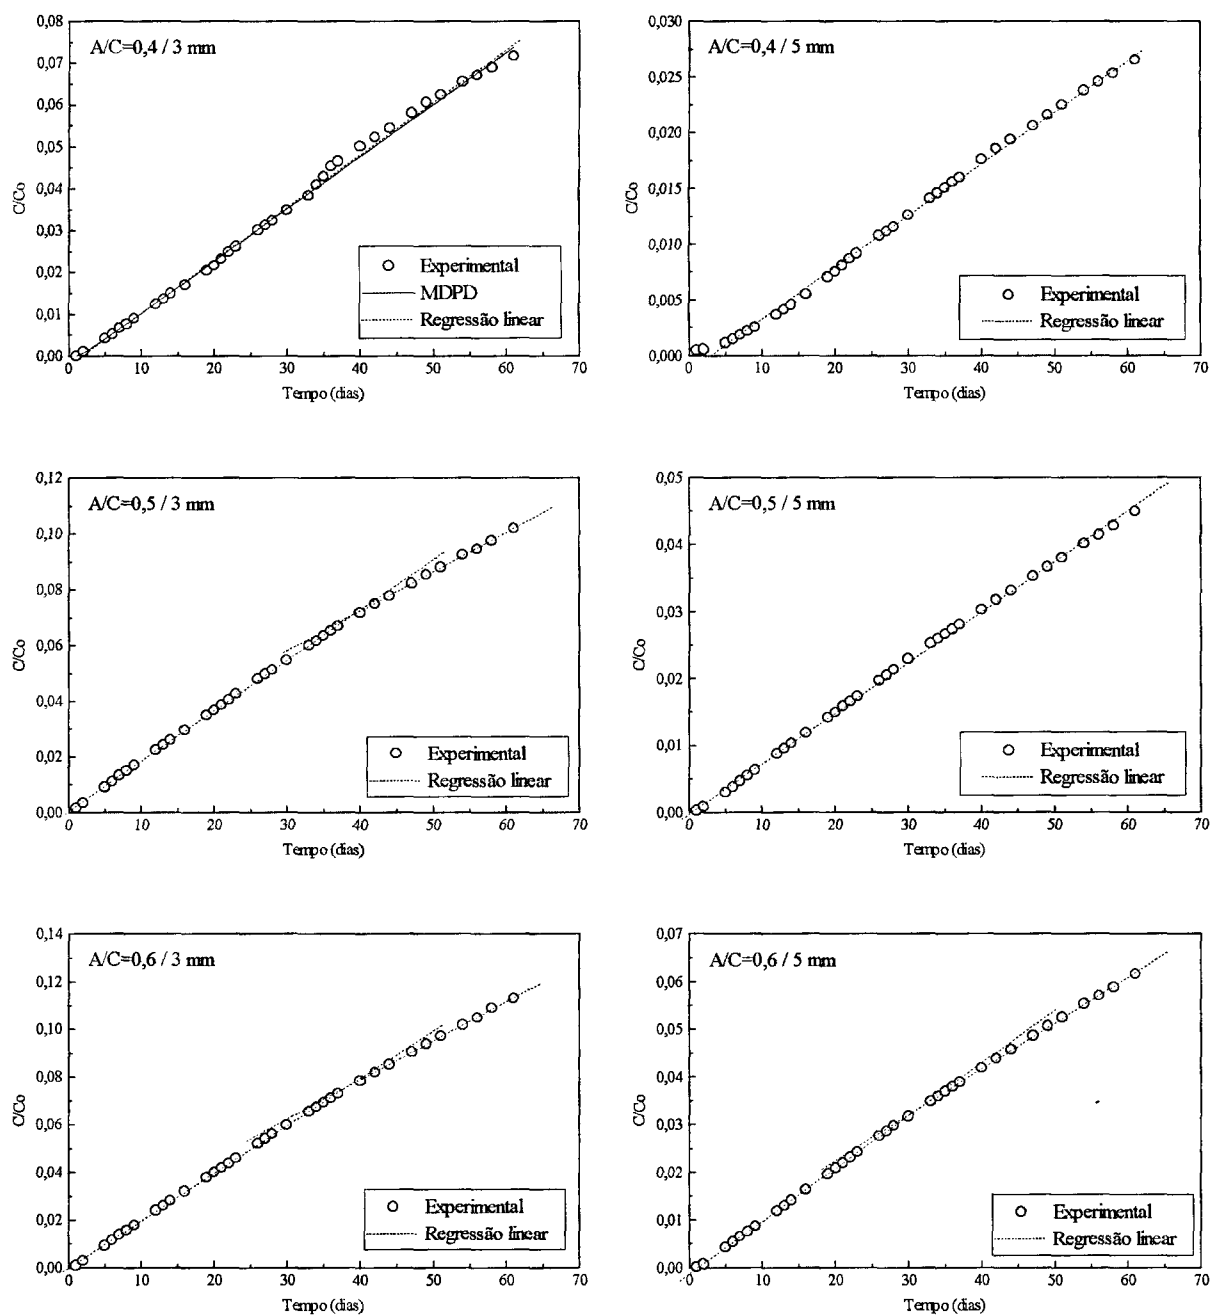 A/C=0,4 / 3 mm
0,08
0,07
0,06
0,05
0,04
0,03
0,02
0,01
0,00
C/Co
Experimental
MDPD
Regressão linear
0 10 20 30 40 50 60 70
Tempo (dias)
A/C=0,4 / 5 mm
0,030
0,025
0,020
0,015
0,010
0,005
0,000
C/Co
Experimental
Regressão linear
0 10 20 30 40 50 60 70
Tempo (dias)
A/C=0,5 / 3 mm
0,12
0,10
0,08
0,06
0,04
0,02
0,00
C/Co
Experimental
Regressão linear
0 10 20 30 40 50 60 70
Tempo (dias)
A/C=0,5 / 5 mm
0,05
0,04
0,03
0,02
0,01
0,00
C/Co
Experimental
Regressão linear
0 10 20 30 40 50 60 70
Tempo (dias)
A/C=0,6 / 3 mm
0,14
0,12
0,10
0,08
0,06
0,04
0,02
0,00
C/Co
Experimental
Regressão linear
0 10 20 30 40 50 60 70
Tempo (dias)
A/C=0,6 / 5 mm
0,07
0,06
0,05
0,04
0,03
0,02
0,01
0,00
C/Co
Experimental
Regressão linear
0 10 20 30 40 50 60 70
Tempo (dias)